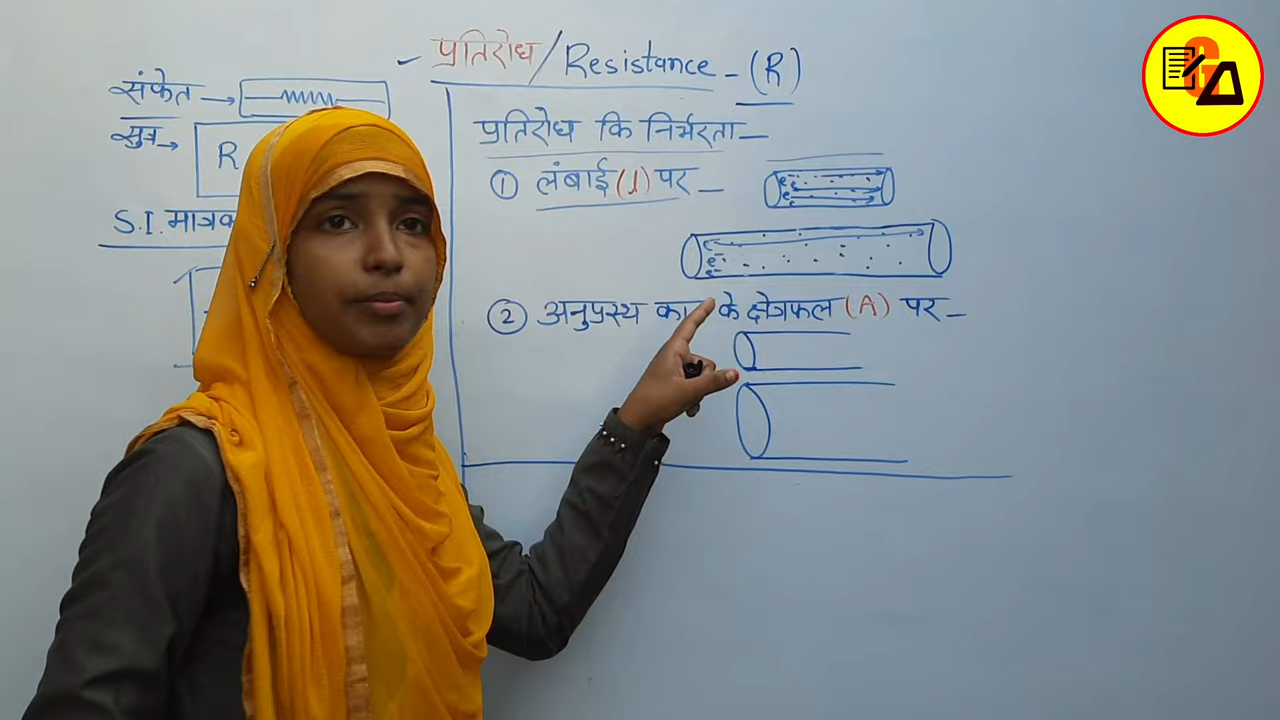 प्रतिरोध/Resistance - (R)
संकेत →
सुत्र →
R
S.I. मात्रक
प्रतिरोध कि निर्भरता -
① लंबाई (l) पर -
e e e
e- e- e-
② अनुप्रस्थ का के क्षेत्रफल (A) पर -